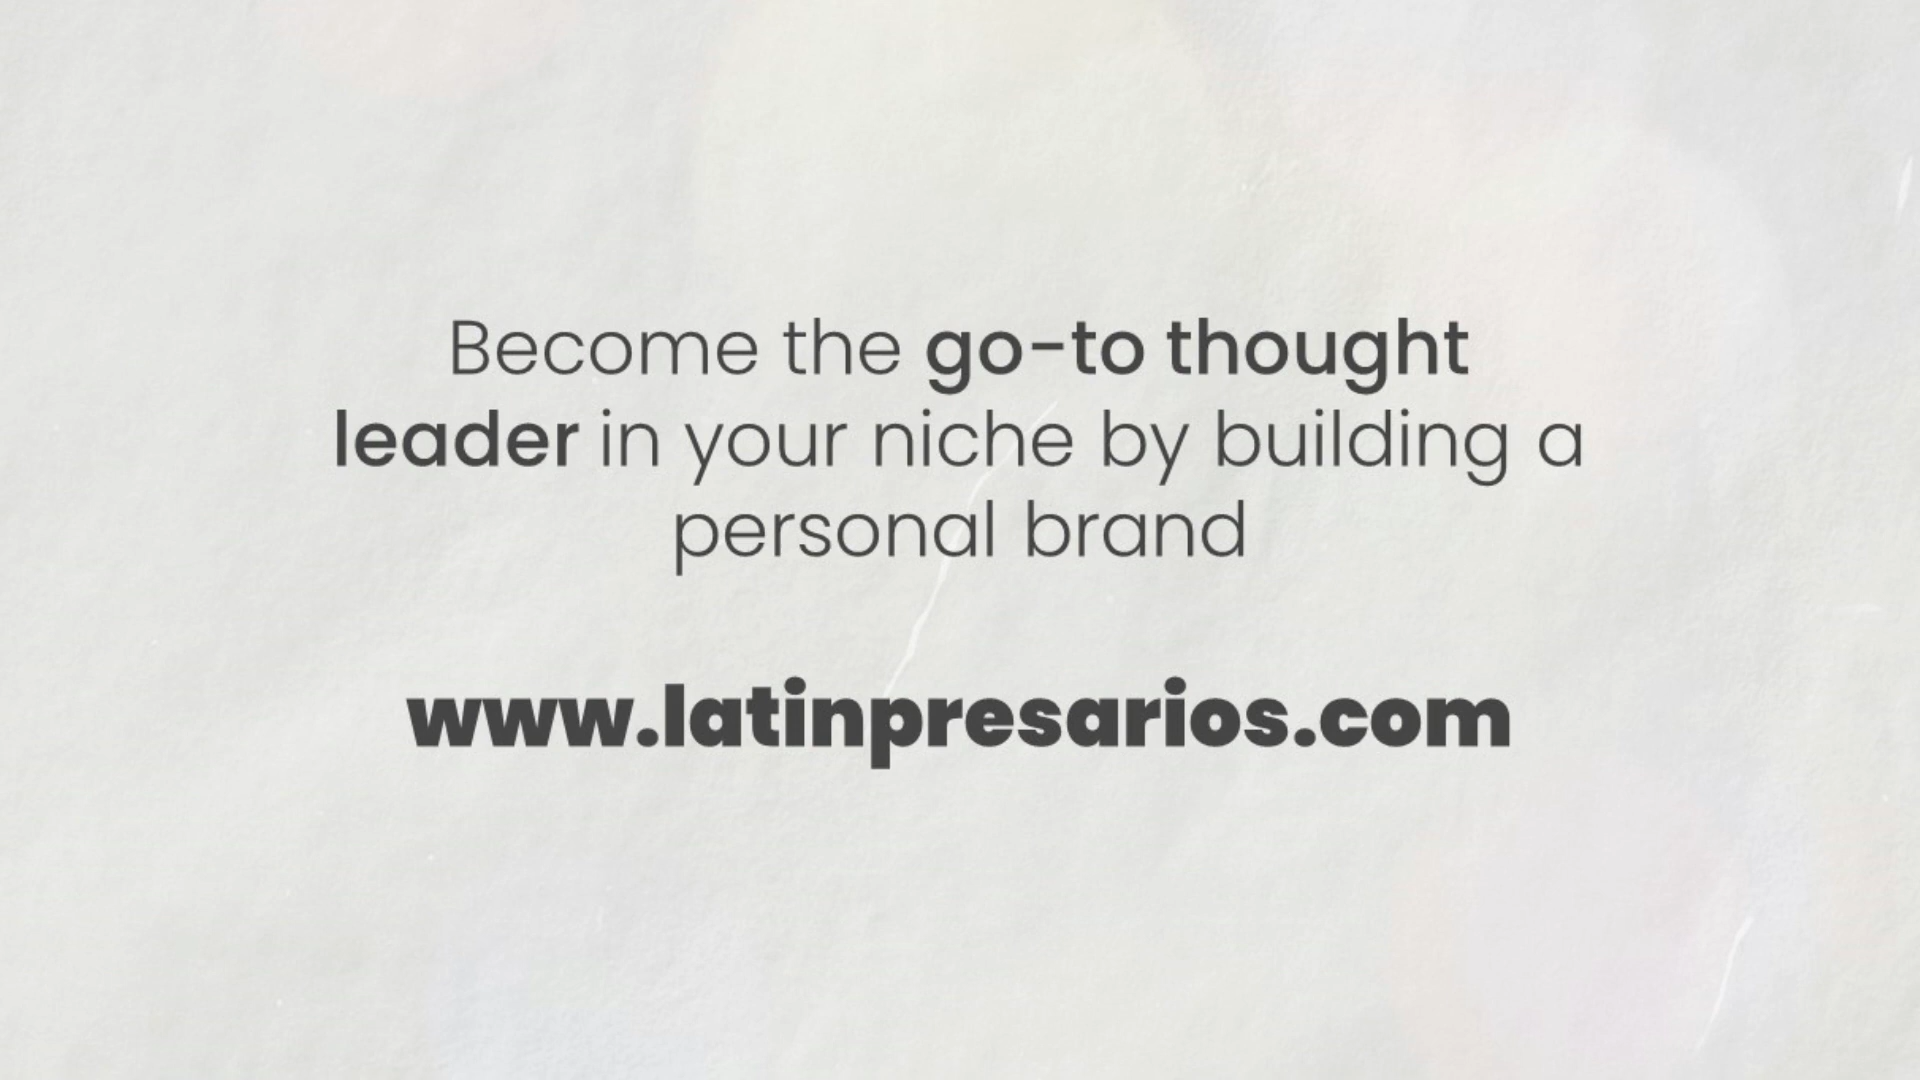 Become the go-to thought
leader in your niche by building a
personal brand
www.latinpresarios.com